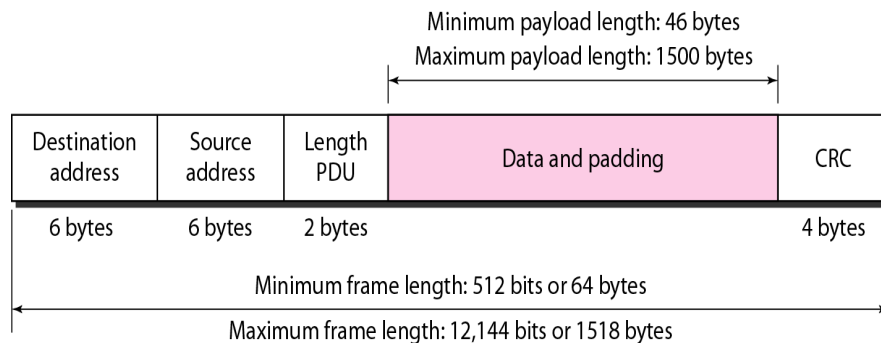 Minimum payload length: 46 bytes
Maximum payload length: 1500 bytes
Destination
address
Source
address
Length
PDU
Data and padding
CRC
6 bytes
6 bytes
2 bytes
4 bytes
Minimum frame length: 512 bits or 64 bytes
Maximum frame length: 12,144 bits or 1518 bytes